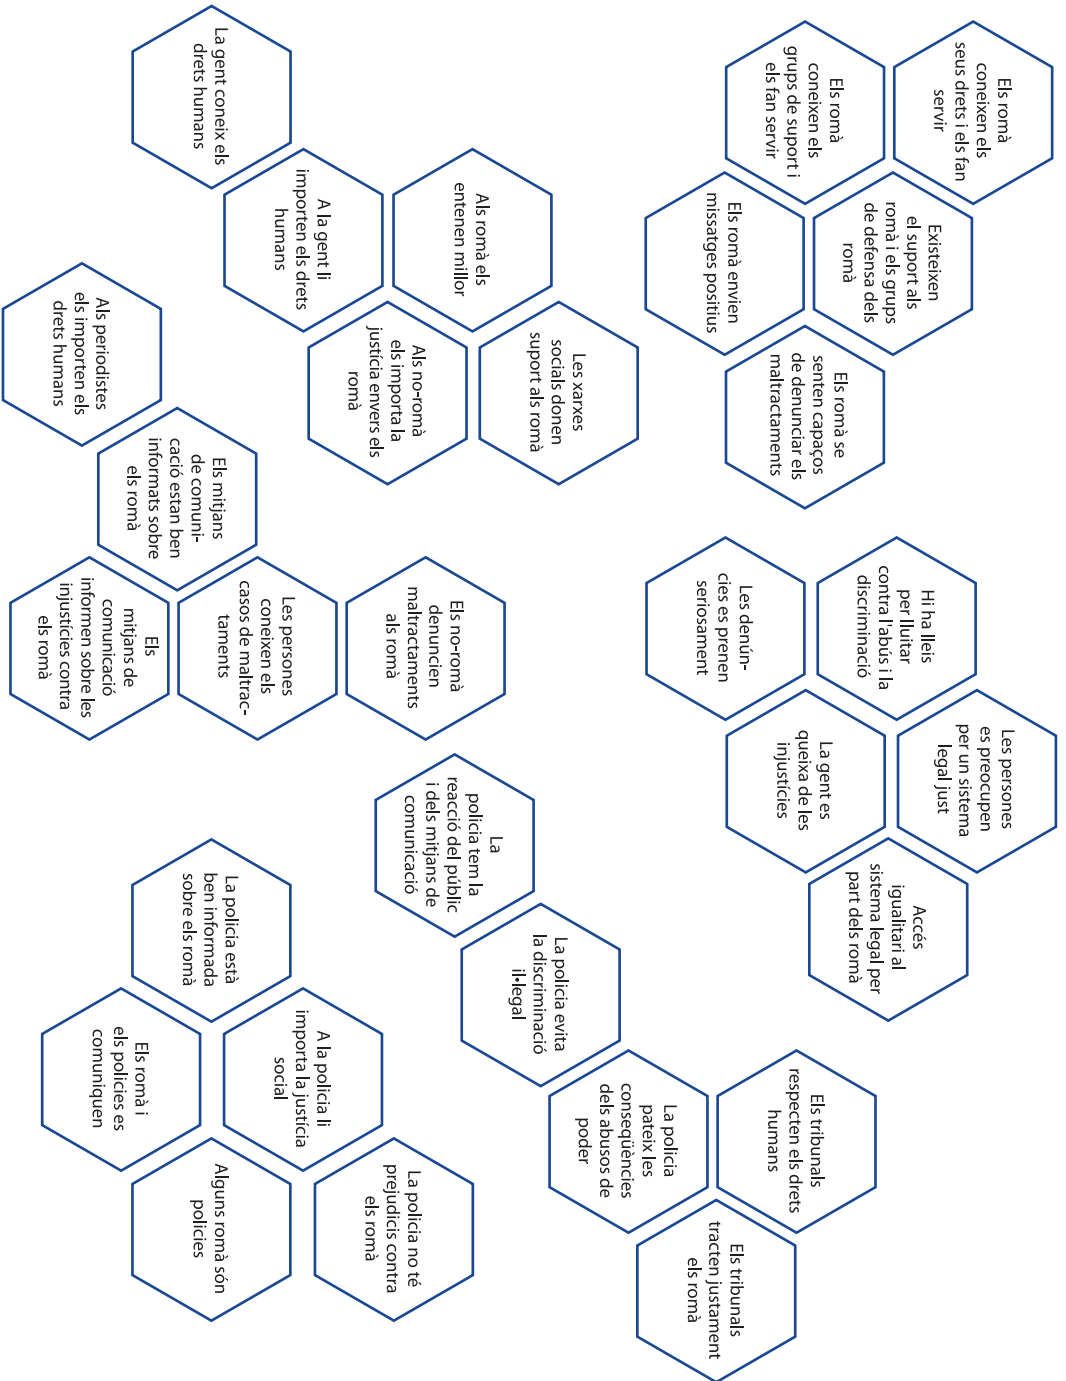 Els romà
coneixen els
seus drets i els fan
servir
Els romà
coneixen els
grups de suport i
els fan servir
Existeixen
el suport als
romà i els grups
de defensa dels
romà
Els romà envien
missatges positius
Els romà se
senten capaços
de denunciar els
maltractaments
Hi ha lleis
per lluitar
contra l'abús i la
discriminació
Les denún-
cies es prenen
seriosament
Les persones
es preocupen
per un sistema
legal just
La gent es
queixa de les
injustícies
Accés
igualitari al
sistema legal per
part dels romà
Els tribunals
respecten els drets
humans
Els tribunals
tracten justament
els romà
La policia
pateix les
conseqüències
dels abusos de
poder
La policia evita
la discriminació
il•legal
La
policia tem la
reacció del públic
i dels mitjans de
comunicació
La gent coneix els
drets humans
A la gent li
importen els drets
humans
Als romà els
entenen millor
Les xarxes
socials donen
suport als romà
Als no-romà
els importa la
justícia envers els
romà
Als periodistes
els importen els
drets humans
Els mitjans
de comuni-
cació estan ben
informats sobre
els romà
Els no-romà
denuncien
maltractaments
als romà
Les persones
coneixen els
casos de maltrac-
taments
Els
mitjans de
comunicació
informen sobre les
injustícies contra
els romà
La policia està
ben informada
sobre els romà
A la policia li
importa la justícia
social
Els romà i
els policies es
comuniquen
La policia no té
prejudicis contra
els romà
Alguns romà són
policies